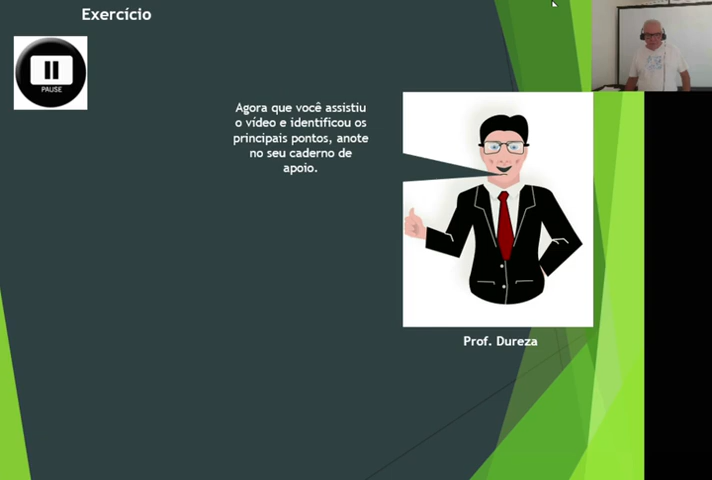 Exercício
PAUSE
Agora que você assistiu
o vídeo e identificou os
principais pontos, anote
no seu caderno de
apoio.
Prof. Dureza